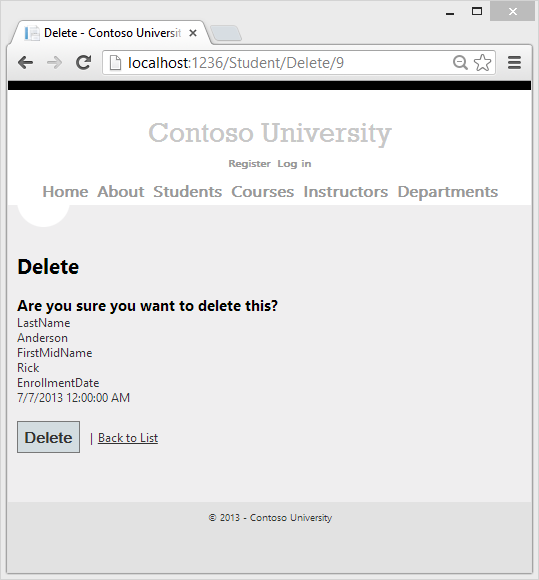 Delete - Contoso Universit
localhost:1236/Student/Delete/9
Contoso University
Register Log in
Home About Students Courses Instructors Departments
Delete
Are you sure you want to delete this?
LastName
Anderson
FirstMidName
Rick
EnrollmentDate
7/7/2013 12:00:00 AM
Delete | Back to List
© 2013 - Contoso University